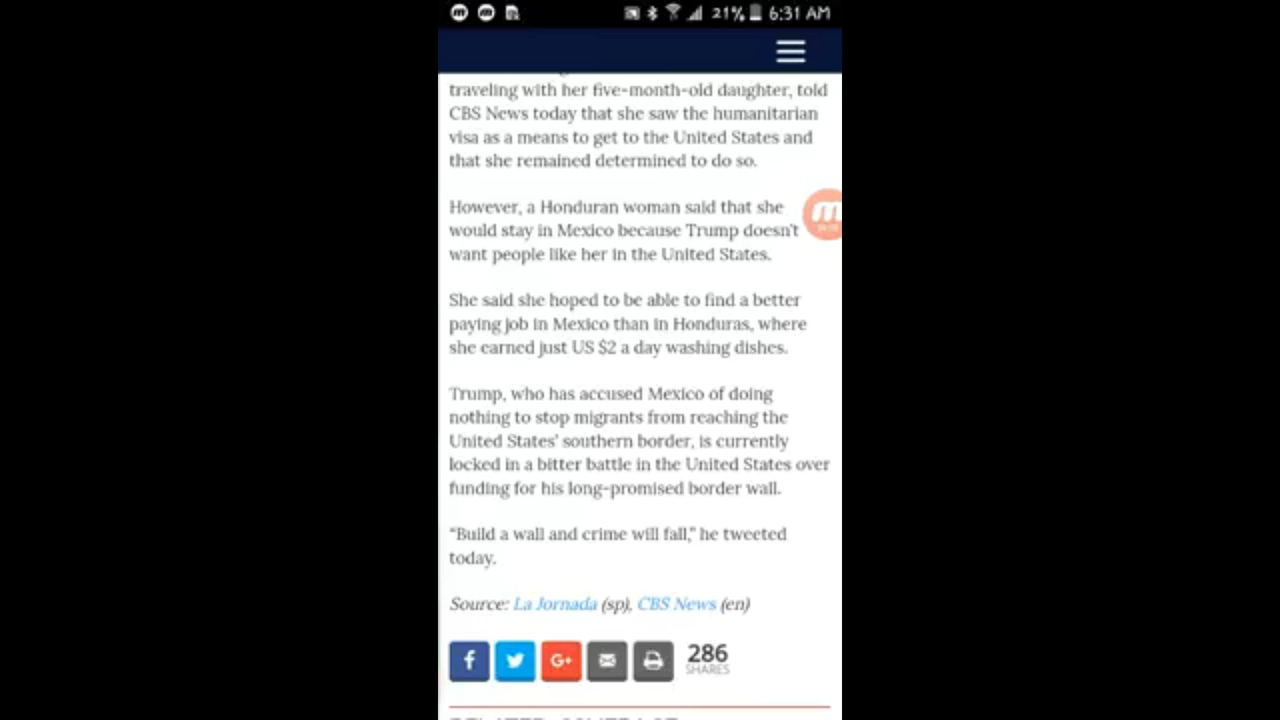 21% 6:31 AM
traveling with her five-month-old daughter, told
CBS News today that she saw the humanitarian
visa as a means to get to the United States and
that she remained determined to do so.
However, a Honduran woman said that she
would stay in Mexico because Trump doesn't
want people like her in the United States.
She said she hoped to be able to find a better
paying job in Mexico than in Honduras, where
she earned just US $2 a day washing dishes.
Trump, who has accused Mexico of doing
nothing to stop migrants from reaching the
United States' southern border, is currently
locked in a bitter battle in the United States over
funding for his long-promised border wall.
“Build a wall and crime will fall,” he tweeted
today.
Source: La Jornada (sp), CBS News (en)
286
SHARES